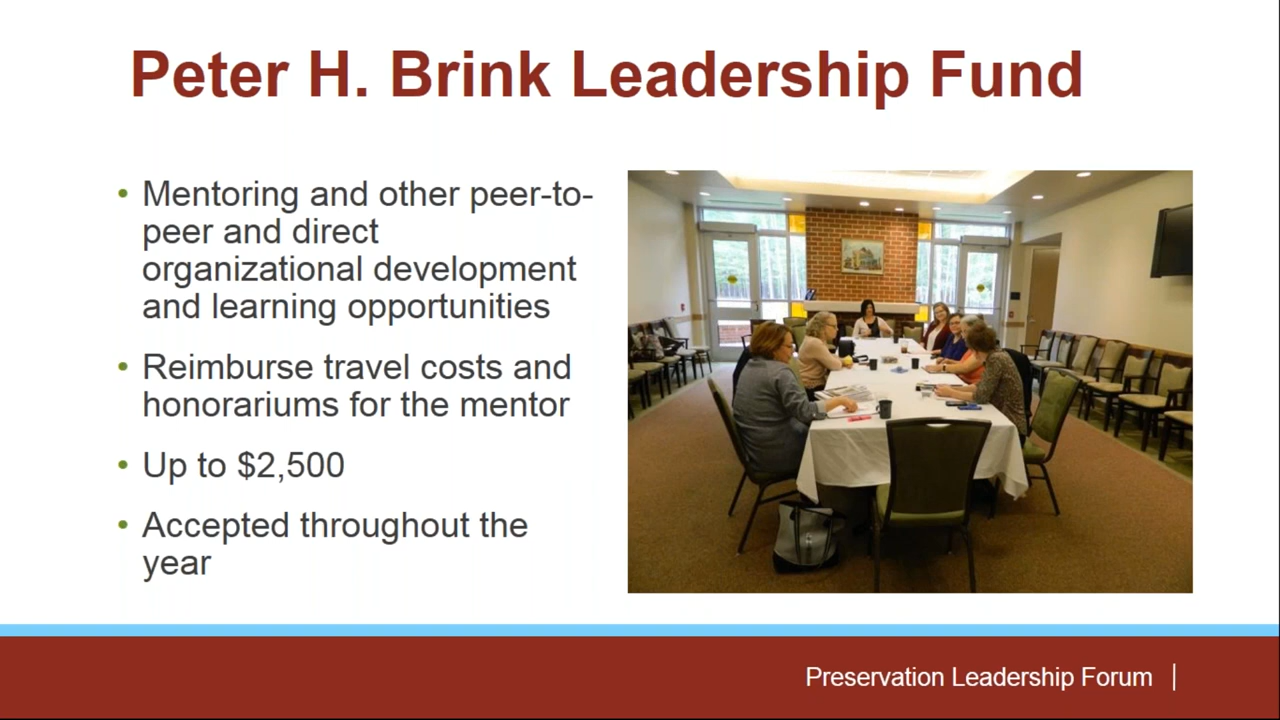 Peter H. Brink Leadership Fund
• Mentoring and other peer-to-
peer and direct
organizational development
and learning opportunities
• Reimburse travel costs and
honorariums for the mentor
• Up to $2,500
• Accepted throughout the
year
Preservation Leadership Forum |